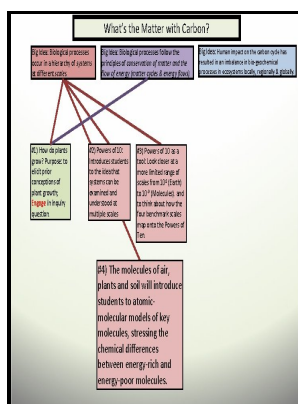 What's the Matter with Carbon?
Big Idea: Biological processes
occur in a hierarchy of systems
at different scales
Big Idea: Biological processes follow the
principles of conservation of matter and the
flow of energy (matter cycles & energy flows)
Big Idea: Human impact on the carbon cycle has
resulted in an imbalance in bio-geochemical
processes in ecosystems locally, regionally & globally.
#1) How do plants
grow? Purpose: to
elicit prior
conceptions of
plant growth;
Engage in inquiry
question
#2) Powers of 10:
Introduces students
to the idea that
systems can be
examined and
understood at
multiple scales
#3) Powers of 10 as a
tool: Look closer at
a more limited range of
scales from (Earth)
to (Molecules), and
to think about how the
four benchmark scales
map onto the Powers of
Ten.
#4) The molecules of air,
plants and soil will introduce
students to atomic-
molecular models of key
molecules, stressing the
chemical differences
between energy-rich and
energy-poor molecules.